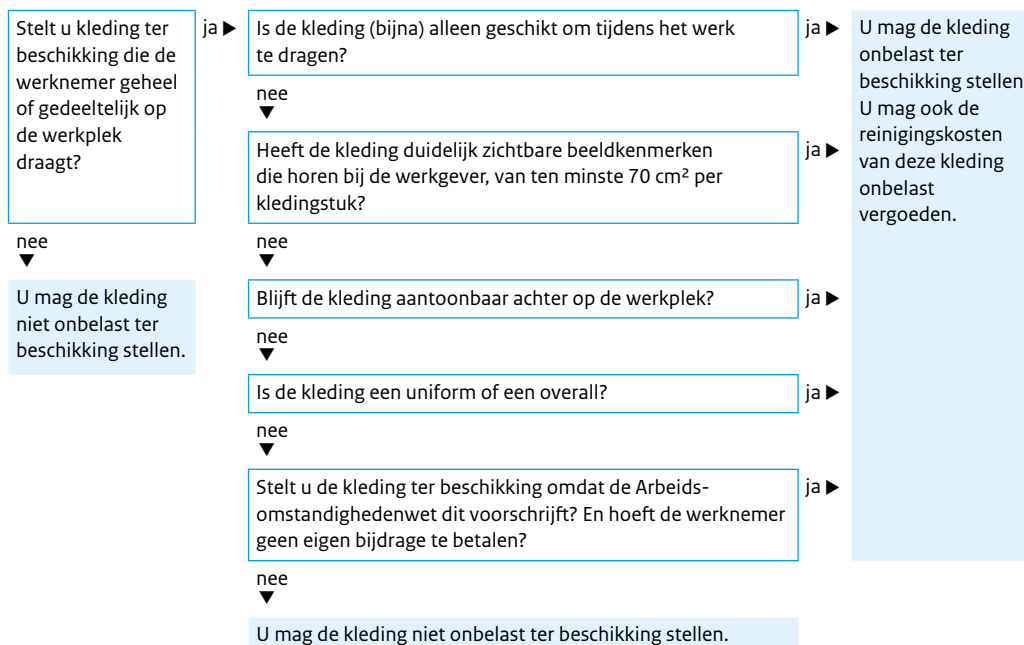 Stelt u kleding ter
beschikking die de
werknemer geheel
of gedeeltelijk op
de werkplek
draagt?
ja ▶
nee
▼
U mag de kleding
niet onbelast ter
beschikking stellen.
Is de kleding (bijna) alleen geschikt om tijdens het werk
te dragen?
ja ▶
nee
▼
Heeft de kleding duidelijk zichtbare beeldkenmerken
die horen bij de werkgever, van ten minste 70 cm² per
kledingstuk?
ja ▶
nee
▼
Blijft de kleding aantoonbaar achter op de werkplek?
ja ▶
nee
▼
Is de kleding een uniform of een overall?
ja ▶
nee
▼
Stelt u de kleding ter beschikking omdat de Arbeids-
omstandighedenwet dit voorschrijft? En hoeft de werknemer
geen eigen bijdrage te betalen?
ja ▶
nee
▼
U mag de kleding niet onbelast ter beschikking stellen.
U mag de kleding
onbelast ter
beschikking stellen
U mag ook de
reinigingskosten
van deze kleding
onbelast
vergoeden.